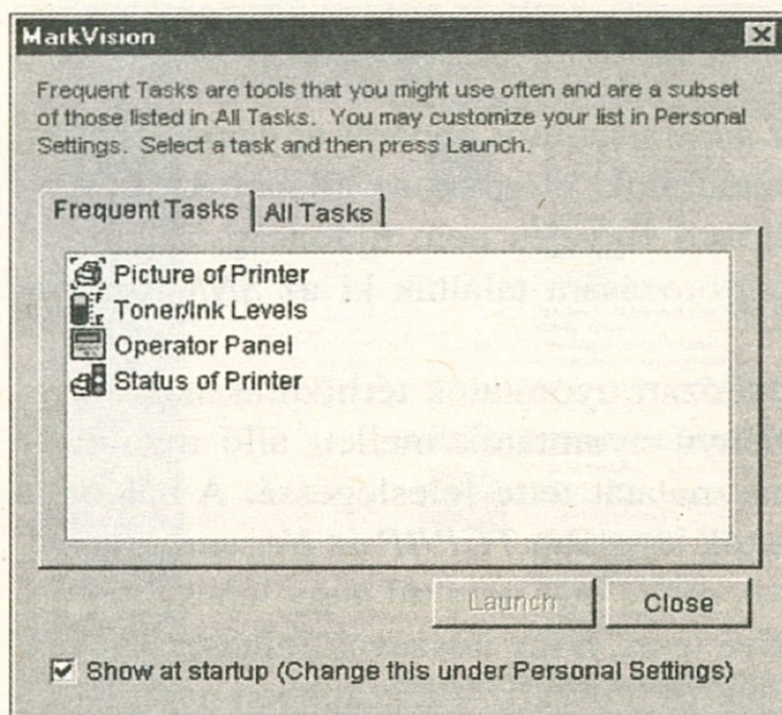 MarkVision
Frequent Tasks are tools that you might use often and are a subset
of those listed in All Tasks. You may customize your list in Personal
Settings. Select a task and then press Launch.
Frequent Tasks
All Tasks
Picture of Printer
Toner/Ink Levels
Operator Panel
Status of Printer
Launch
Close
Show at startup (Change this under Personal Settings)